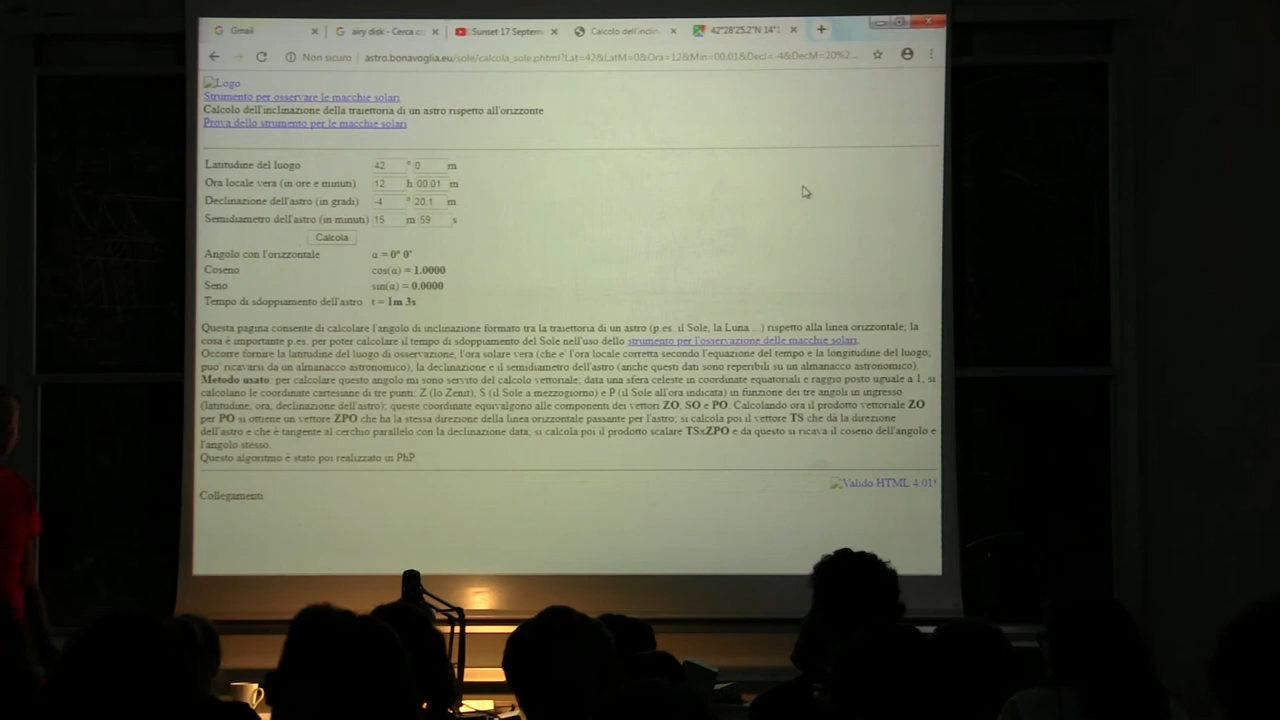 Gmail
airy disk - Cerca co
Sunset 17 Septem
Calcolo dell'inclin
42°28'25.2"N 14°1
Non sicuro | astro.bonavoglia.eu/sole/calcola_sole.phtml?Lat=42&LatM=0&Ora=12&Min=00.01&Decl=-4&DecM=20%2...
Logo
Strumento per osservare le macchie solari
Calcolo dell'inclinazione della traiettoria di un astro rispetto all'orizzonte
Prova dello strumento per le macchie solari
Latitudine del luogo 42 ° 0 m
Ora locale vera (in ore e minuti) 12 h 00.01 m
Declinazione dell'astro (in gradi) -4 ° 20,1 m
Semidiametro dell'astro (in minuti) 15 m 59 s
Calcola
Angolo con l'orizzontale α = 0° 0'
Coseno cos(α) = 1.0000
Seno sin(α) = 0.0000
Tempo di sdoppiamento dell'astro t = 1m 3s
Questa pagina consente di calcolare l'angolo di inclinazione formato tra la traiettoria di un astro (p.es. il Sole, la Luna ...) rispetto alla linea orizzontale; la
cosa è importante p.es. per poter calcolare il tempo di sdoppiamento del Sole nell'uso dello strumento per l'osservazione delle macchie solari.
Occorre fornire la latitudine del luogo di osservazione, l'ora solare vera (che e' l'ora locale corretta secondo l'equazione del tempo e la longitudine del luogo;
puo' ricavarsi da un almanacco astronomico), la declinazione e il semidiametro dell'astro (anche questi dati sono reperibili su un almanacco astronomico).
Metodo usato: per calcolare questo angolo mi sono servito del calcolo vettoriale; data una sfera celeste in coordinate equatoriali e raggio posto uguale a 1, si
calcolano le coordinate cartesiane di tre punti: Z (lo Zenit), S (il Sole a mezzogiorno) e P (il Sole all'ora indicata) in funzione dei tre angoli in ingresso
(latitudine, ora, declinazione dell'astro); queste coordinate equivalgono alle componenti dei vettori ZO, SO e PO. Calcolando ora il prodotto vettoriale ZO
per PO si ottiene un vettore ZPO che ha la stessa direzione della linea orizzontale passante per l'astro; si calcola poi il vettore TS che dà la direzione
dell'astro e che è tangente al cerchio parallelo con la declinazione data; si calcola poi il prodotto scalare TSxZPO e da questo si ricava il coseno dell'angolo e
l'angolo stesso.
Questo algoritmo è stato poi realizzato in PhP
Valido HTML 4.01!
Collegamenti